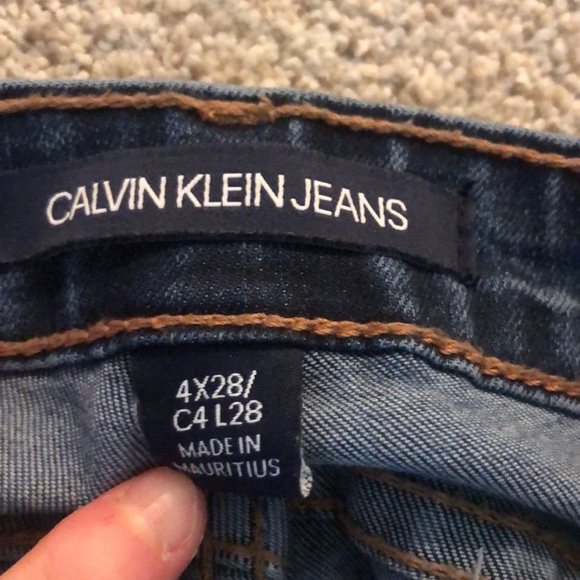 CALVIN KLEIN JEANS
4X28/
C4 L28
MADE IN
MAURITIUS